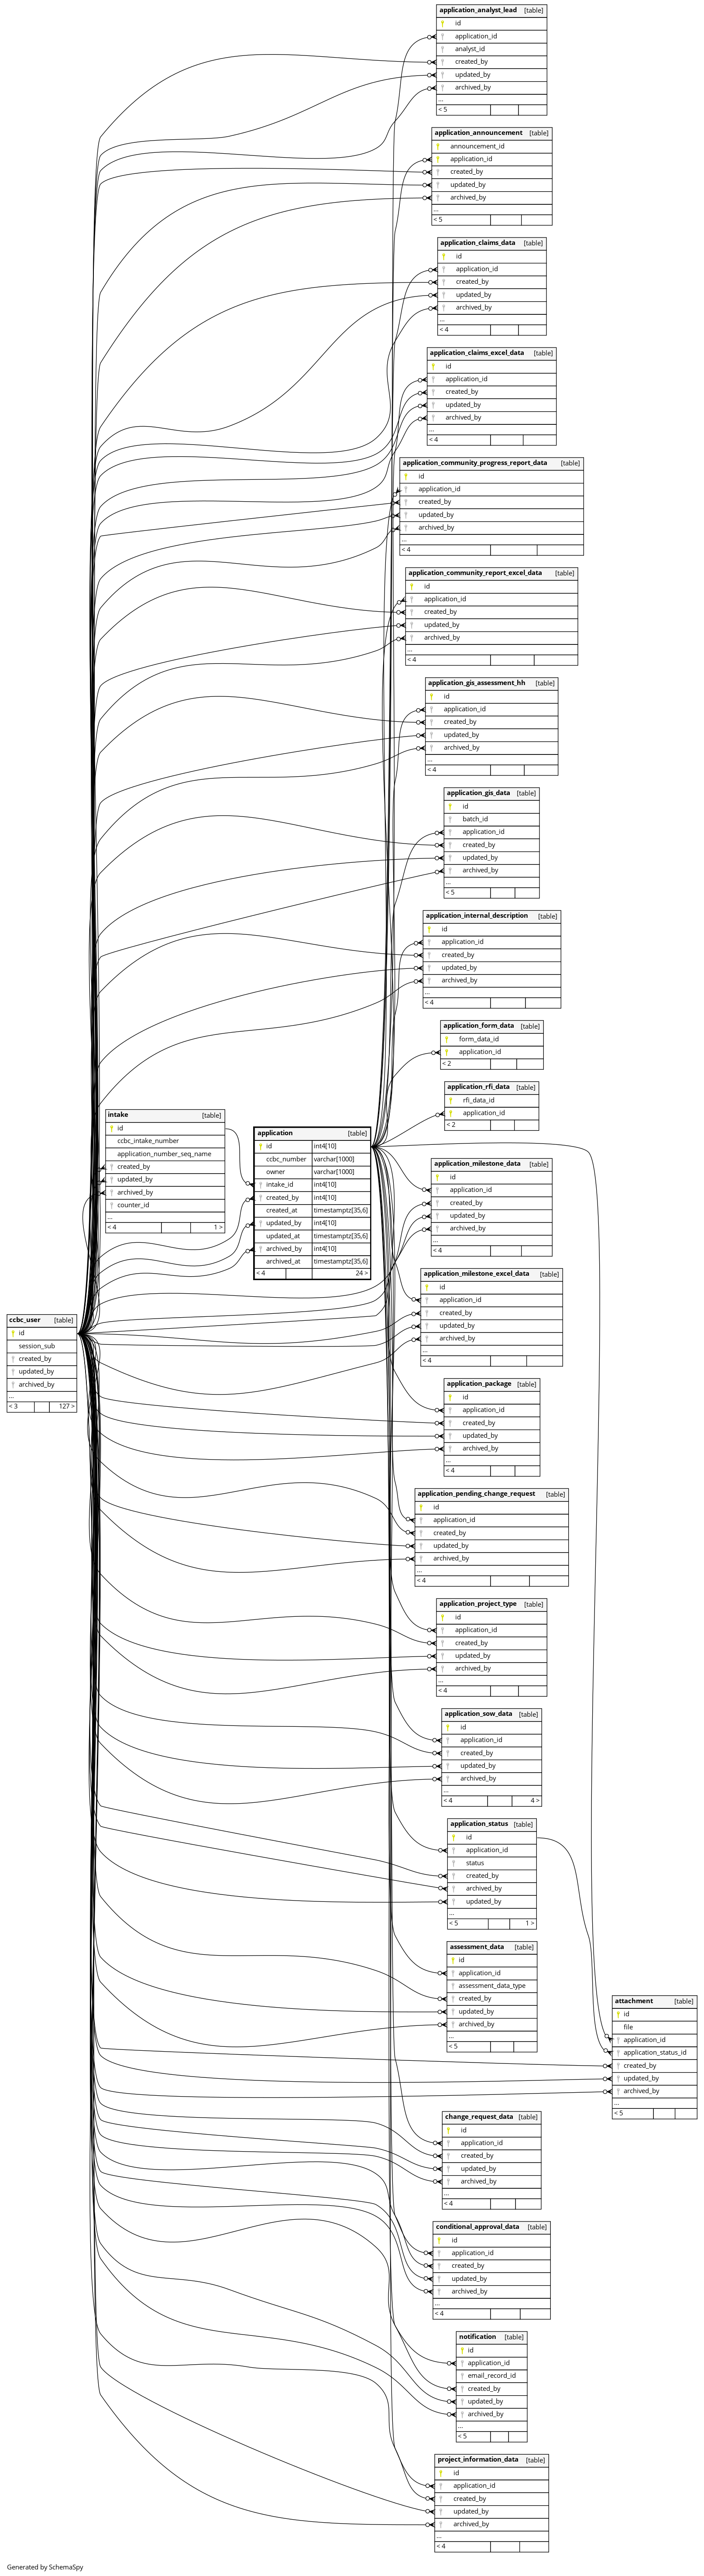 application_analyst_lead [table]
id
application_id
analyst_id
created_by
updated_by
archived_by
...
< 5
application_announcement [table]
announcement_id
application_id
created_by
updated_by
archived_by
...
< 5
application_claims_data [table]
id
application_id
created_by
updated_by
archived_by
...
< 4
application_claims_excel_data [table]
id
application_id
created_by
updated_by
archived_by
...
< 4
application_community_progress_report_data [table]
id
application_id
created_by
updated_by
archived_by
...
< 4
application_community_report_excel_data [table]
id
application_id
created_by
updated_by
archived_by
...
< 4
application_gis_assessment_hh [table]
id
application_id
created_by
updated_by
archived_by
...
< 4
application_gis_data [table]
id
batch_id
application_id
created_by
updated_by
archived_by
...
< 5
application_internal_description [table]
id
application_id
created_by
updated_by
archived_by
...
< 4
application_form_data [table]
form_data_id
application_id
< 2
application_rfi_data [table]
rfi_data_id
application_id
< 2
intake [table]
id
ccbc_intake_number
application_number_seq_name
created_by
updated_by
archived_by
counter_id
...
< 4 1 >
application [table]
id int4[10]
ccbc_number varchar[1000]
owner varchar[1000]
intake_id int4[10]
created_by int4[10]
created_at timestamptz[35,6]
updated_by int4[10]
updated_at timestamptz[35,6]
archived_by int4[10]
archived_at timestamptz[35,6]
< 4 24 >
application_milestone_data [table]
id
application_id
created_by
updated_by
archived_by
...
< 4
application_milestone_excel_data [table]
id
application_id
created_by
updated_by
archived_by
...
< 4
ccbc_user [table]
id
session_sub
created_by
updated_by
archived_by
...
< 3 127 >
application_package [table]
id
application_id
created_by
updated_by
archived_by
...
< 4
application_pending_change_request [table]
id
application_id
created_by
updated_by
archived_by
...
< 4
application_project_type [table]
id
application_id
created_by
updated_by
archived_by
...
< 4
application_sow_data [table]
id
application_id
created_by
updated_by
archived_by
...
< 4 4 >
application_status [table]
id
application_id
status
created_by
archived_by
updated_by
...
< 5 1 >
assessment_data [table]
id
application_id
assessment_data_type
created_by
updated_by
archived_by
...
< 5
attachment [table]
id
file
application_id
application_status_id
created_by
updated_by
archived_by
...
< 5
change_request_data [table]
id
application_id
created_by
updated_by
archived_by
...
< 4
conditional_approval_data [table]
id
application_id
created_by
updated_by
archived_by
...
< 4
notification [table]
id
application_id
email_record_id
created_by
updated_by
archived_by
...
< 5
project_information_data [table]
id
application_id
created_by
updated_by
archived_by
...
< 4
Generated by SchemaSpy